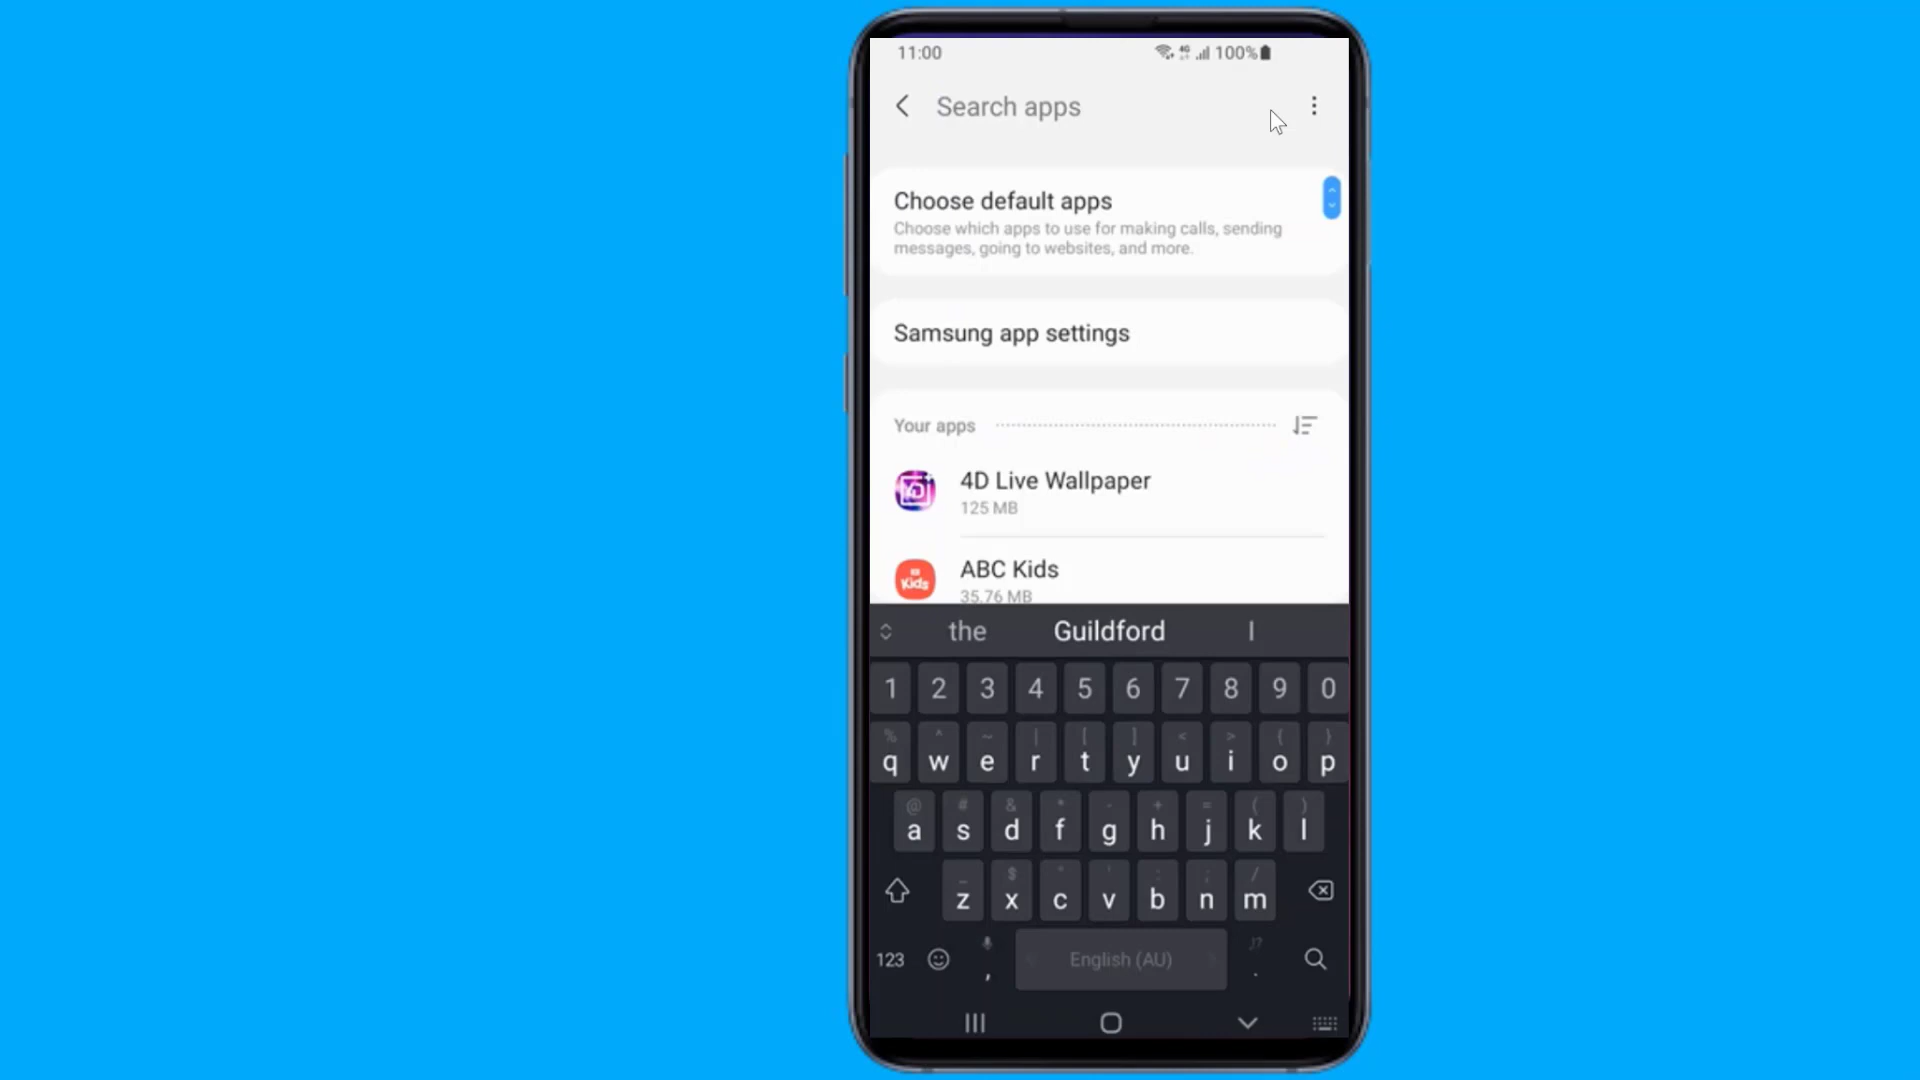 11:00 4G 100%
Search apps
Choose default apps
Choose which apps to use for making calls, sending
messages, going to websites, and more.
Samsung app settings
Your apps
4D Live Wallpaper
125 MB
Kids ABC Kids
35.76 MB
the Guildford I
1 2 3 4 5 6 7 8 9 0
% ^ ~ | [ ] < > { }
q w e r t y u i o p
@ # & * - + = ( )
a s d f g h j k l
_ $ " ' : ; /
z x c v b n m
!?
123 , English (AU) .